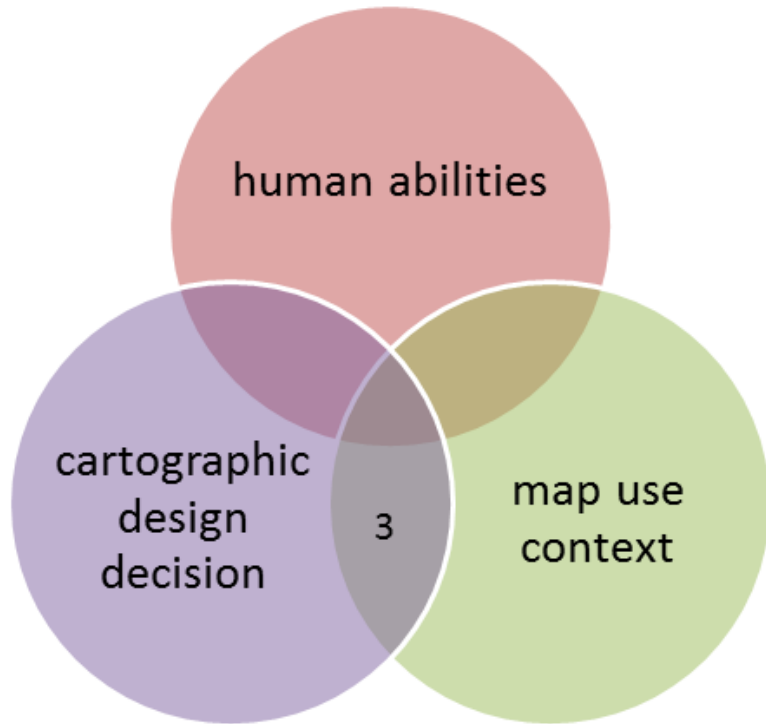 human abilities
cartographic
design
decision
3
map use
context